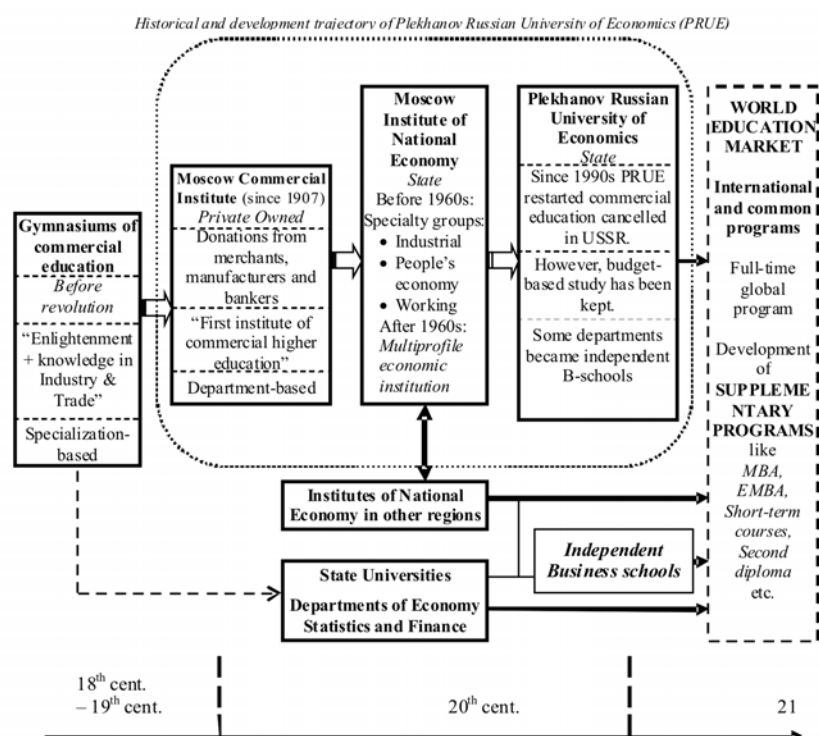 Historical and development trajectory of Plekhanov Russian University of Economics (PRUE)
Gymnasiums of
commercial
education
Before
revolution
“Enlightenment
+ knowledge in
Industry &
Trade”
Specialization-
based
Moscow Commercial
Institute (since 1907)
Private Owned
Donations from
merchants,
manufacturers and
bankers
“First institute of
commercial higher
education”
Department-based
Moscow
Institute of
National
Economy
State
Before 1960s:
Specialty groups:
• Industrial
• People’s
economy
• Working
After 1960s:
Multiprofile
economic
institution
Plekhanov Russian
University of
Economics
State
Since 1990s PRUE
restarted commercial
education cancelled
in USSR.
However, budget-
based study has been
kept.
Some departments
became independent
B-schools
WORLD
EDUCATION
MARKET
International
and common
programs
Full-time
global
program
Development
of
SUPPLEME
NTARY
PROGRAMS
like
MBA,
EMBA,
Short-term
courses,
Second
diploma
etc.
Institutes of National
Economy in other regions
Independent
Business schools
State Universities
Departments of Economy
Statistics and Finance
18th cent.
– 19th cent.
20th cent.
21